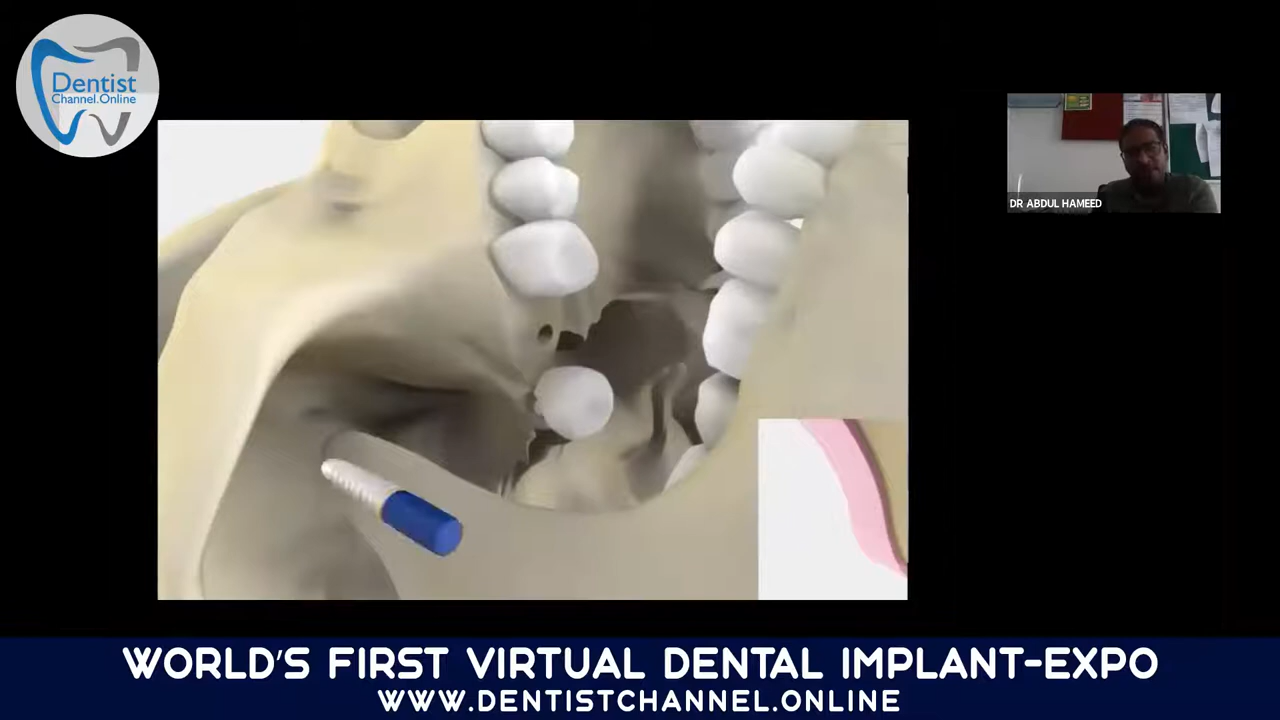 Dentist
Channel.Online
DR ABDUL HAMEED
WORLD'S FIRST VIRTUAL DENTAL IMPLANT-EXPO
WWW.DENTISTCHANNEL.ONLINE